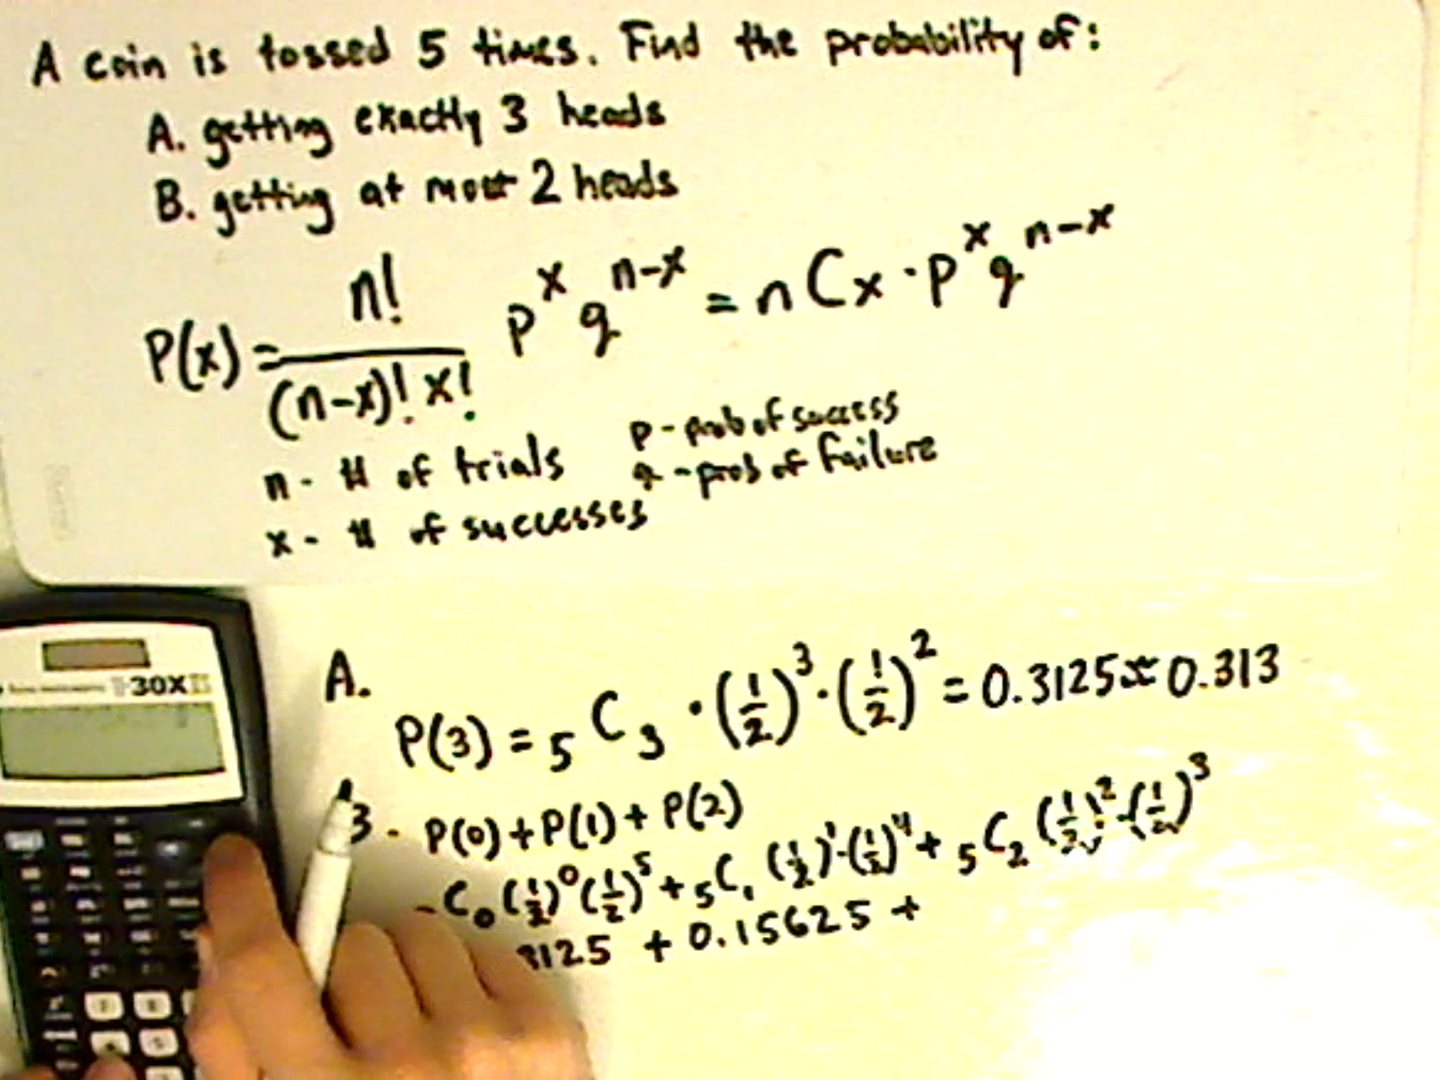 A coin is tossed 5 times. Find the probability of:
A. getting exactly 3 heads
B. getting at most 2 heads
P(x) = n! / (n-x)! x! p^x q^(n-x) = nCx · p^x q^(n-x)
n - # of trials p - prob of success
x - # of successes q - prob of failure
30X
A.
P(3) = 5C3 · (1/2)^3 · (1/2)^2 = 0.3125 ≈ 0.313
P(0) + P(1) + P(2)
C0 (1/2)^0 (1/2)^5 + 5C1 (1/2)^1 · (1/2)^4 + 5C2 (1/2)^2 · (1/2)^3
3125 + 0.15625 +